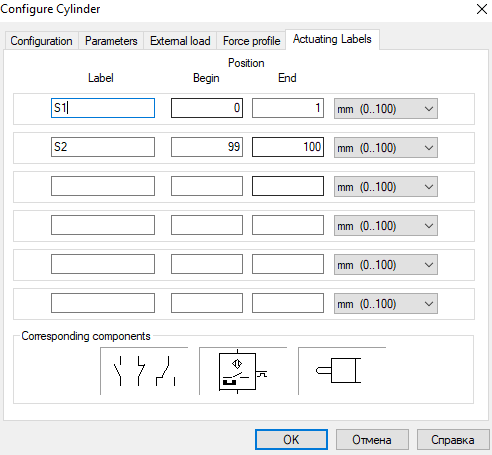 Configure Cylinder
Configuration Parameters External load Force profile Actuating Labels
Position
Label Begin End
S1 0 1 mm (0..100)
S2 99 100 mm (0..100)
mm (0..100)
mm (0..100)
mm (0..100)
mm (0..100)
Corresponding components
OK Отмена Справка